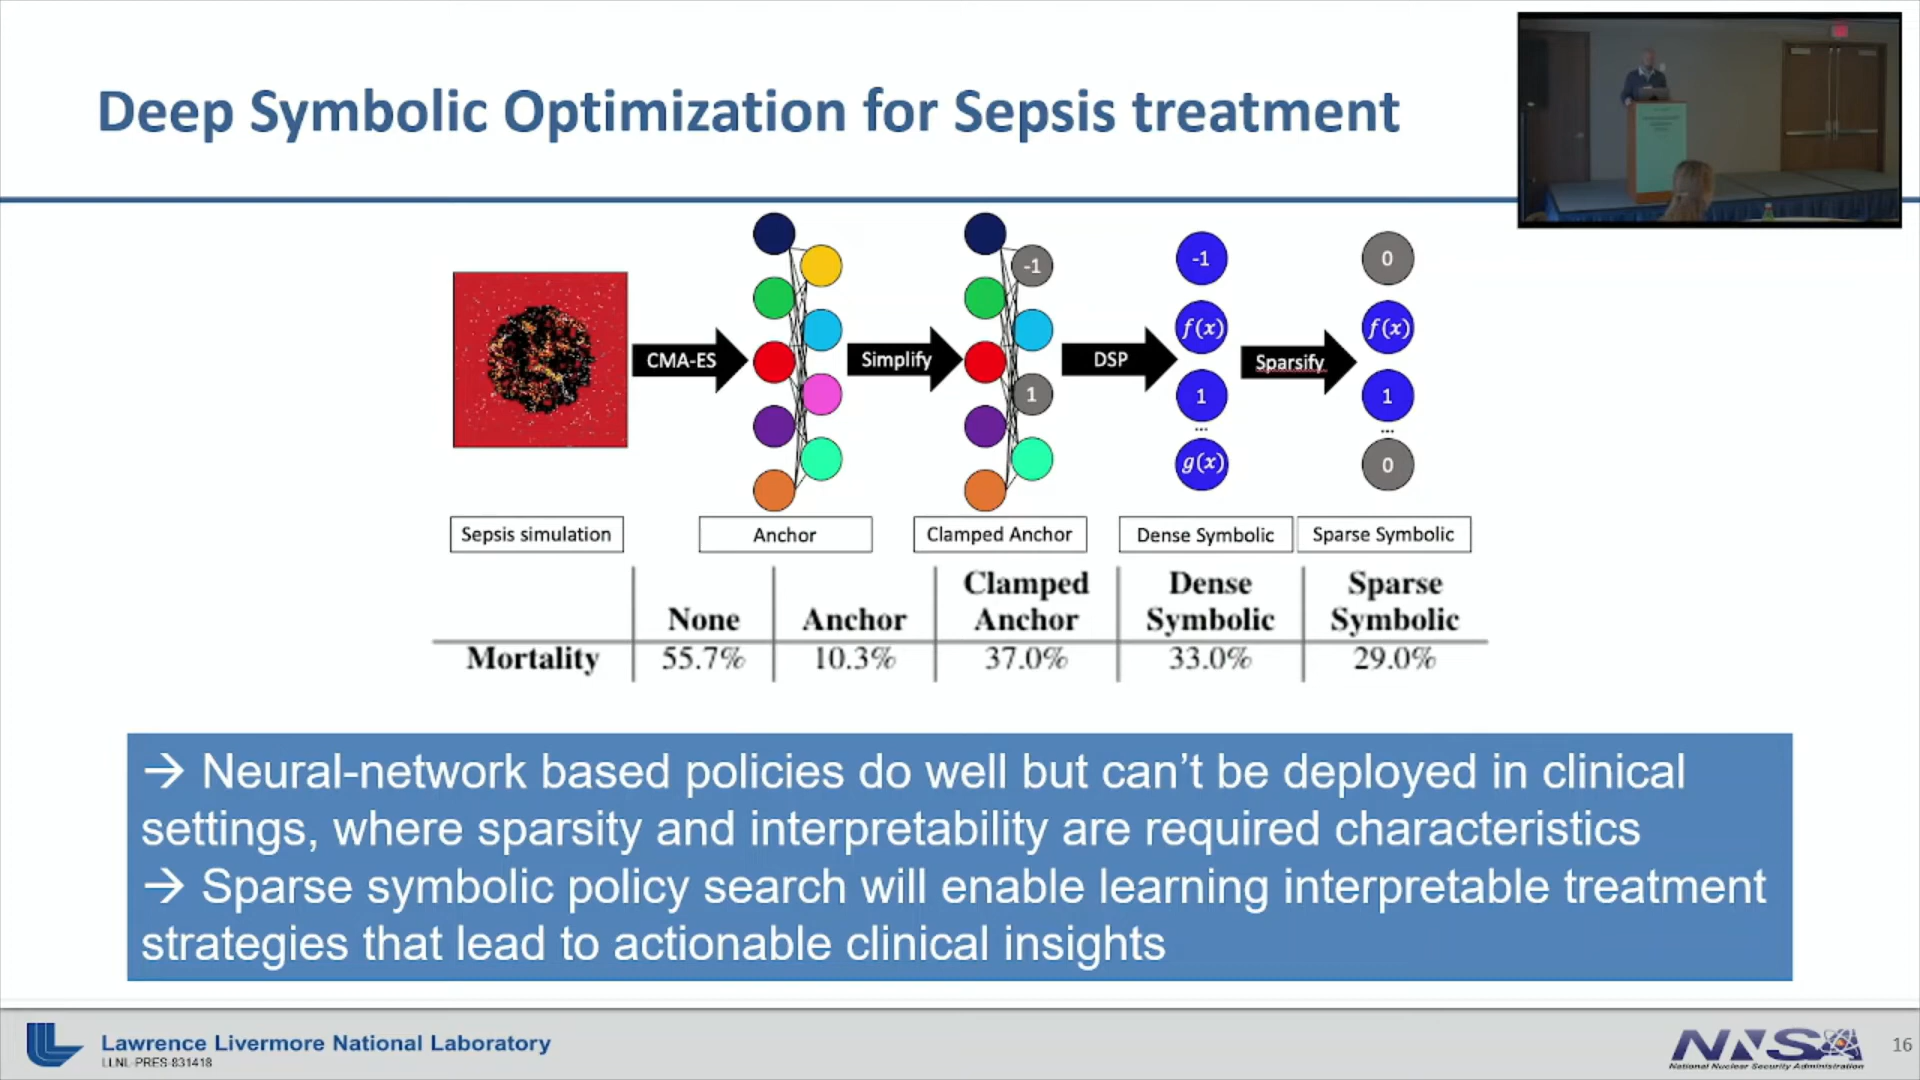 Deep Symbolic Optimization for Sepsis treatment
CMA-ES
Simplify
-1
1
DSP
-1
f(x)
1
...
g(x)
Sparsify
0
f(x)
1
...
0
Sepsis simulation
Anchor
Clamped Anchor
Dense Symbolic
Sparse Symbolic
None Anchor Clamped Anchor Dense Symbolic Sparse Symbolic
Mortality 55.7% 10.3% 37.0% 33.0% 29.0%
→ Neural-network based policies do well but can't be deployed in clinical
settings, where sparsity and interpretability are required characteristics
→ Sparse symbolic policy search will enable learning interpretable treatment
strategies that lead to actionable clinical insights
Lawrence Livermore National Laboratory
LLNL-PRES-831418
NNSA
National Nuclear Security Administration
16